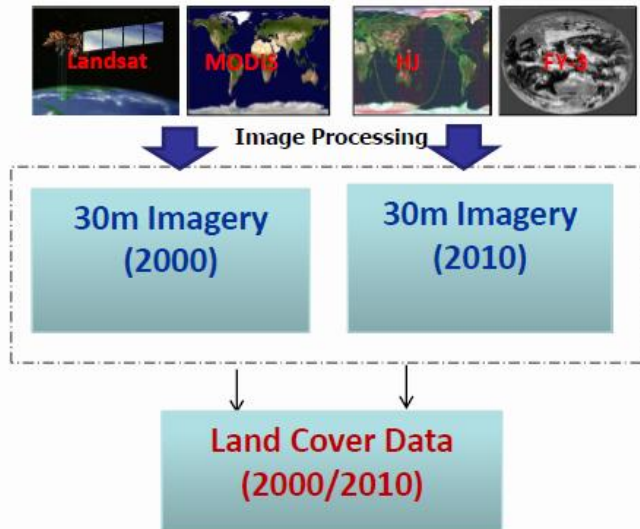 Landsat
MODIS
HJ
FY-3
Image Processing
30m Imagery
(2000)
30m Imagery
(2010)
Land Cover Data
(2000/2010)